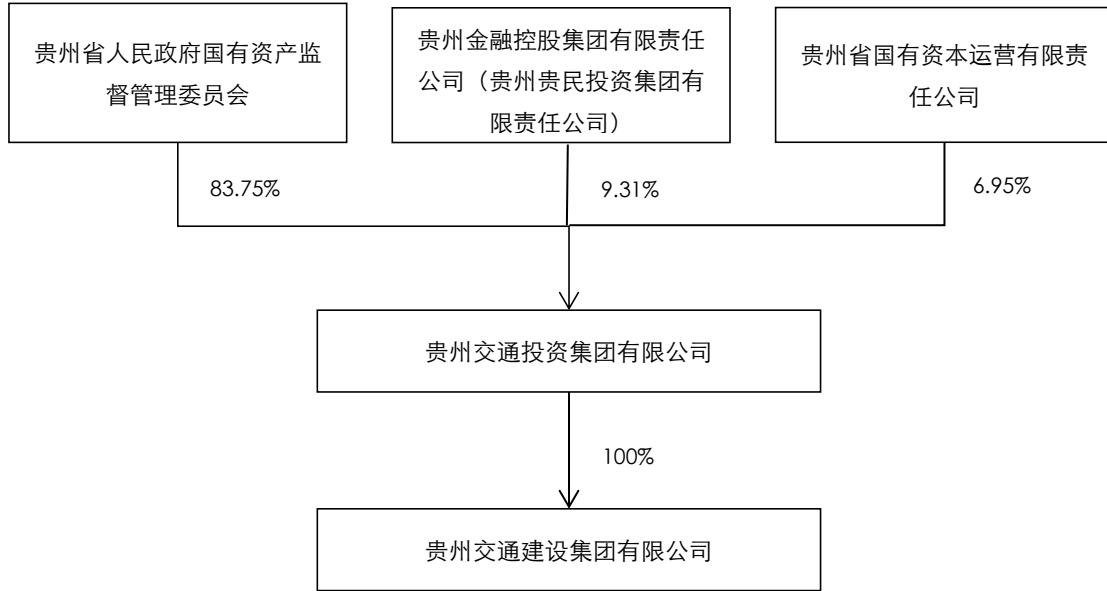 贵州省人民政府国有资产监
督管理委员会
贵州金融控股集团有限责任
公司（贵州贵民投资集团有
限责任公司）
贵州省国有资本运营有限责
任公司
83.75%
9.31%
6.95%
贵州交通投资集团有限公司
100%
贵州交通建设集团有限公司